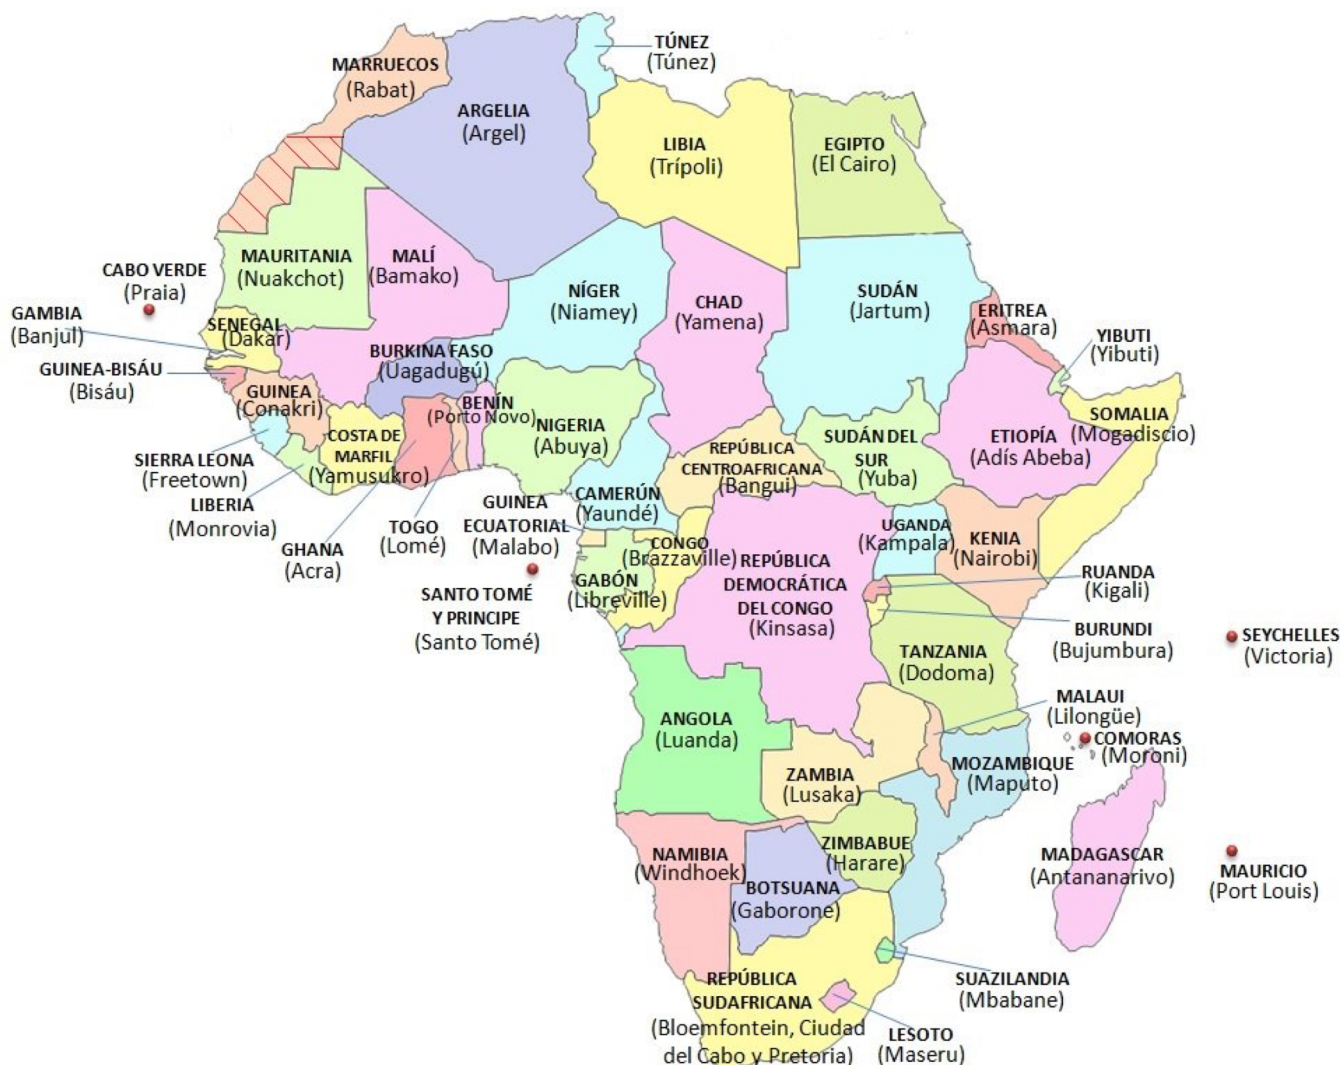 TÚNEZ
(Túnez)
MARRUECOS
(Rabat)
ARGELIA
(Argel)
LIBIA
(Trípoli)
EGIPTO
(El Cairo)
MAURITANIA
(Nuakchot)
MALÍ
(Bamako)
CABO VERDE
(Praia)
NÍGER
(Niamey)
CHAD
(Yamena)
SUDÁN
(Jartum)
ERITREA
(Asmara)
GAMBIA
(Banjul)
SENEGAL
(Dakar)
YIBUTI
(Yibuti)
GUINEA-BISÁU
(Bisáu)
BURKINA FASO
(Uagadugú)
GUINEA
(Conakri)
BENÍN
(Porto Novo)
NIGERIA
(Abuya)
SOMALIA
(Mogadiscio)
COSTA DE
MARFIL
(Yamusukro)
REPÚBLICA
CENTROAFRICANA
(Bangui)
SUDÁN DEL
SUR
(Yuba)
ETIOPÍA
(Adís Abeba)
SIERRA LEONA
(Freetown)
LIBERIA
(Monrovia)
GHANA
(Acra)
TOGO
(Lomé)
GUINEA
ECUATORIAL
(Malabo)
CAMERÚN
(Yaundé)
UGANDA
(Kampala)
KENIA
(Nairobi)
CONGO
(Brazzaville)
GABÓN
(Libreville)
REPÚBLICA
DEMOCRÁTICA
DEL CONGO
(Kinsasa)
RUANDA
(Kigali)
SANTO TOMÉ
Y PRINCIPE
(Santo Tomé)
BURUNDI
(Bujumbura)
SEYCHELLES
(Victoria)
TANZANIA
(Dodoma)
MALAUI
(Lilongüe)
ANGOLA
(Luanda)
COMORAS
(Moroni)
ZAMBIA
(Lusaka)
MOZAMBIQUE
(Maputo)
NAMIBIA
(Windhoek)
ZIMBABUE
(Harare)
MADAGASCAR
(Antananarivo)
MAURICIO
(Port Louis)
BOTSUANA
(Gaborone)
REPÚBLICA
SUDAFRICANA
(Bloemfontein, Ciudad
del Cabo y Pretoria)
SUAZILANDIA
(Mbabane)
LESOTO
(Maseru)